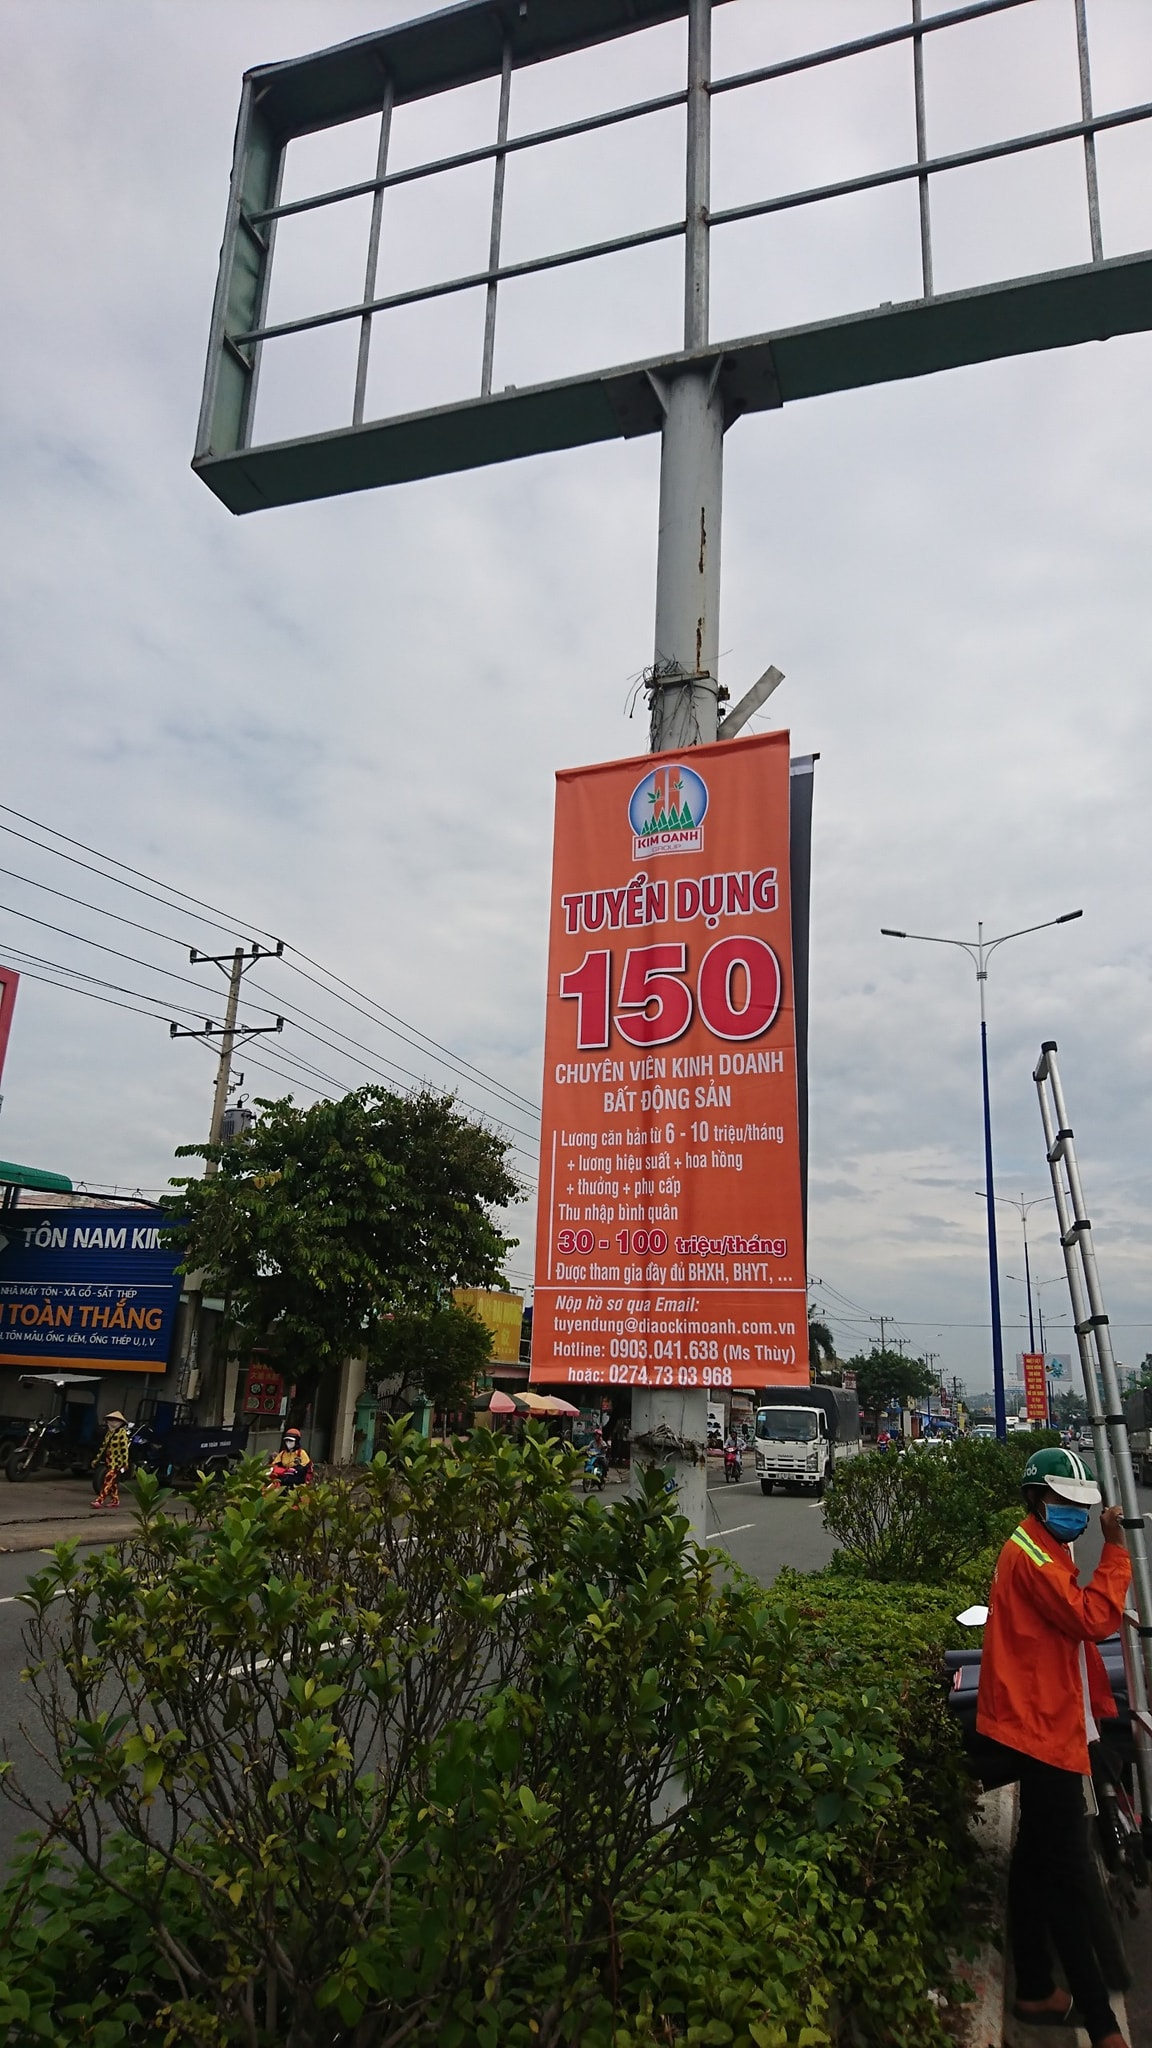 KIM OANH
GROUP
TUYỂN DỤNG
150
CHUYÊN VIÊN KINH DOANH
BẤT ĐỘNG SẢN
Lương căn bản từ 6 - 10 triệu/tháng
+ lương hiệu suất + hoa hồng
+ thưởng + phụ cấp
Thu nhập bình quân
30 - 100 triệu/tháng
Được tham gia đầy đủ BHXH, BHYT, ...
Nộp hồ sơ qua Email:
tuyendung@diaockimoanh.com.vn
Hotline: 0903.041.638 (Ms Thùy)
hoặc: 0274.73 03 968
TÔN NAM KIM
NHÀ MÁY TÔN - XÀ GỒ - SẮT THÉP
TOÀN THẮNG
TÔN MÀU, ỐNG KẼM, ỐNG THÉP U, I, V